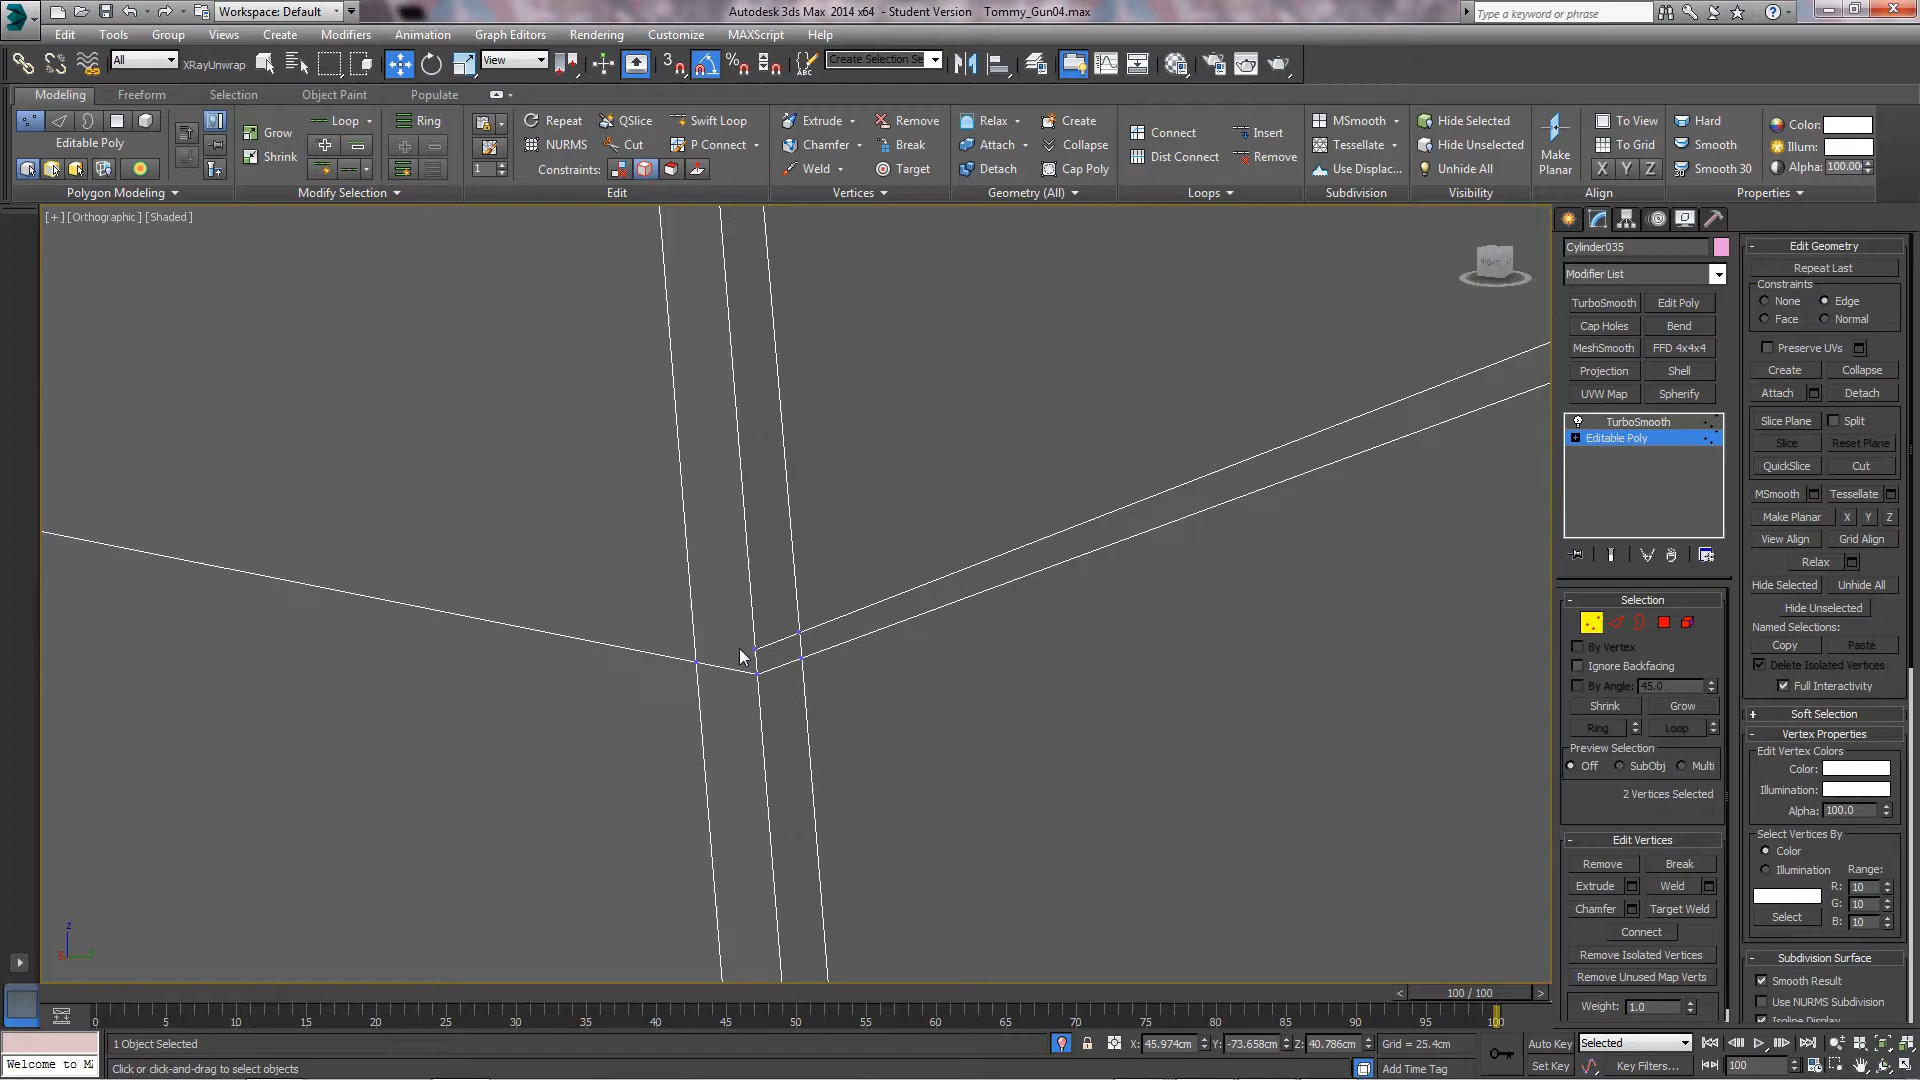 Workspace: Default
Autodesk 3ds Max 2014 x64 - Student Version Tommy_Gun04.max
Type a keyword or phrase
Edit Tools Group Views Create Modifiers Animation Graph Editors Rendering Customize MAXScript Help
All XRayUnwrap View 3 Create Selection Se
Modeling Freeform Selection Object Paint Populate
Editable Poly
Polygon Modeling
Grow Loop Ring
Shrink
Modify Selection
Repeat QSlice Swift Loop
NURMS Cut P Connect
1 Constraints:
Edit
Extrude Remove
Chamfer Break
Weld Target
Vertices
Relax Create
Attach Collapse
Detach Cap Poly
Geometry (All)
Connect Insert
Dist Connect Remove
Loops
MSmooth
Tessellate
Use Displac...
Subdivision
Hide Selected
Hide Unselected
Unhide All
Visibility
Make Planar
To View
To Grid
X Y Z
Align
Hard
Smooth
Smooth 30
Color:
Illum:
Alpha: 100.00
Properties
[+] [Orthographic] [Shaded]
RIGHT
Cylinder035
Modifier List
TurboSmooth Edit Poly
Cap Holes Bend
MeshSmooth FFD 4x4x4
Projection Shell
UVW Map Spherify
TurboSmooth
Editable Poly
Selection
By Vertex
Ignore Backfacing
By Angle: 45.0
Shrink Grow
Ring Loop
Preview Selection
Off SubObj Multi
2 Vertices Selected
Edit Vertices
Remove Break
Extrude Weld
Chamfer Target Weld
Connect
Remove Isolated Vertices
Remove Unused Map Verts
Weight: 1.0
Edit Geometry
Repeat Last
Constraints
None Edge
Face Normal
Preserve UVs
Create Collapse
Attach Detach
Slice Plane Split
Slice Reset Plane
QuickSlice Cut
MSmooth Tessellate
Make Planar X Y Z
View Align Grid Align
Relax
Hide Selected Unhide All
Hide Unselected
Named Selections:
Copy Paste
Delete Isolated Vertices
Full Interactivity
Soft Selection
Vertex Properties
Edit Vertex Colors
Color:
Illumination:
Alpha: 100.0
Select Vertices By
Color
Illumination Range:
R: 10
G: 10
Select B: 10
Subdivision Surface
Smooth Result
Use NURMS Subdivision
Isoline Display
z
< 100 / 100 >
0 5 10 15 20 25 30 35 40 45 50 55 60 65 70 75 80 85 90 95 100
1 Object Selected X: 45.974cm Y: -73.658cm Z: 40.786cm Grid = 25.4cm Auto Key Selected
Welcome to M Click or click-and-drag to select objects Add Time Tag Set Key Key Filters... 100